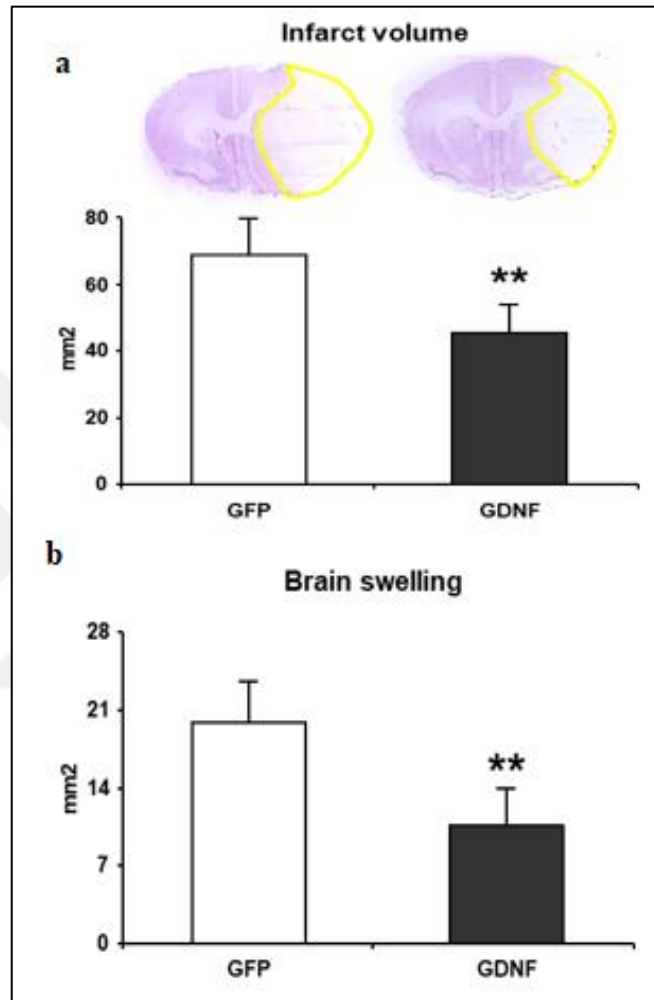 Infarct volume
a
80
60
40
20
0
mm2
**
GFP
GDNF
b
Brain swelling
28
21
14
7
0
mm2
**
GFP
GDNF